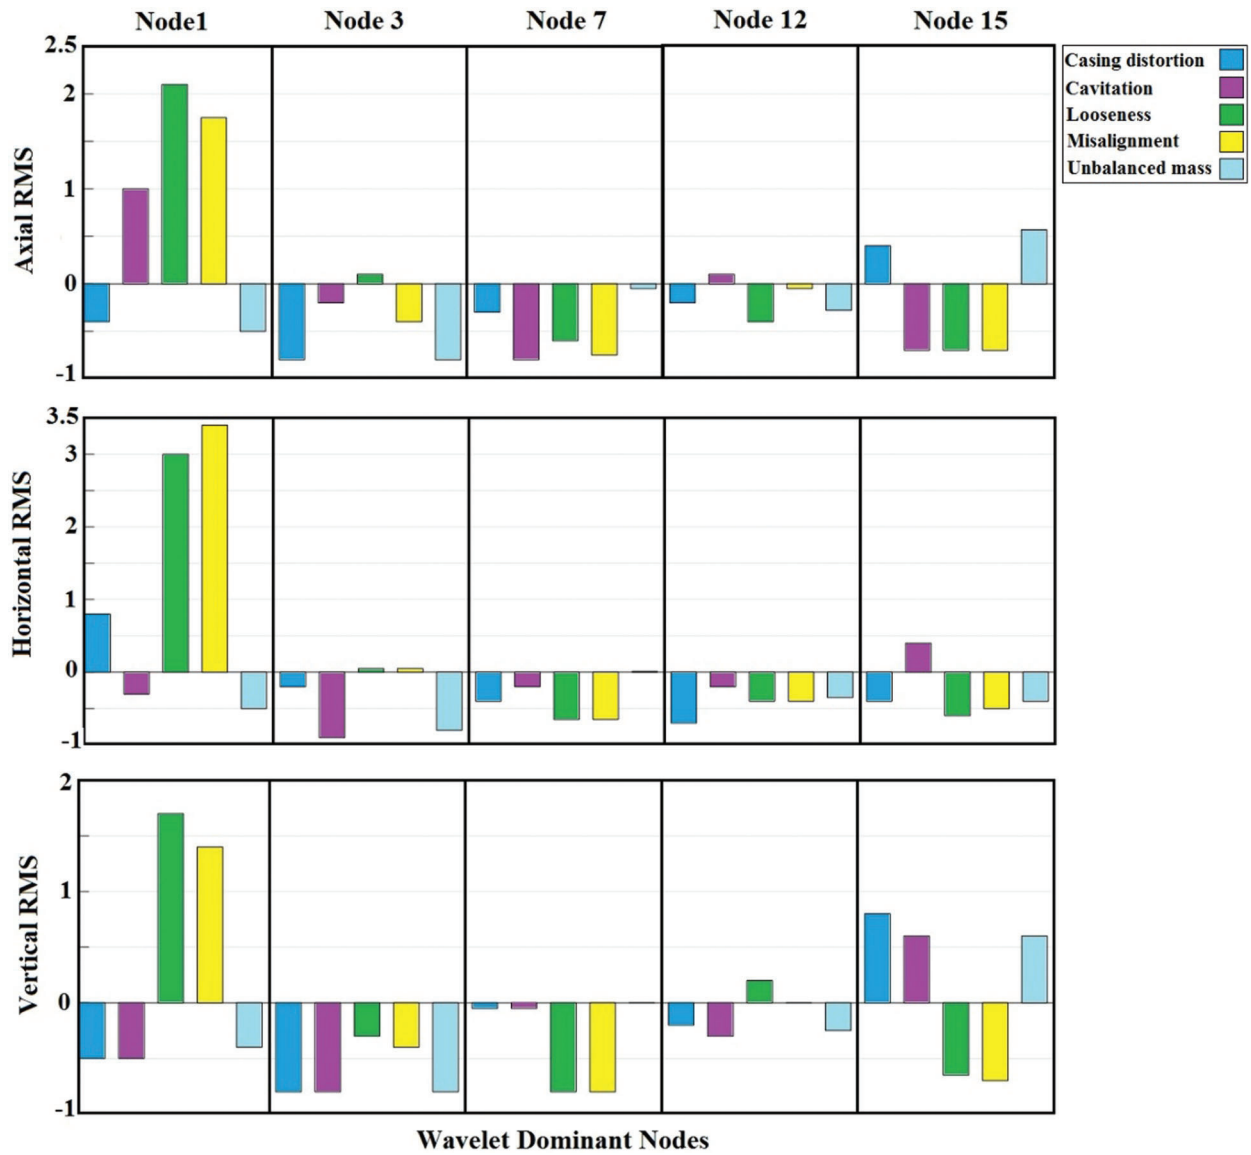 Node1 Node 3 Node 7 Node 12 Node 15
2.5
2
1
0
-1
Axial RMS
Casing distortion
Cavitation
Looseness
Misalignment
Unbalanced mass
3.5
3
2
1
0
-1
Horizontal RMS
2
1
0
-1
Vertical RMS
Wavelet Dominant Nodes